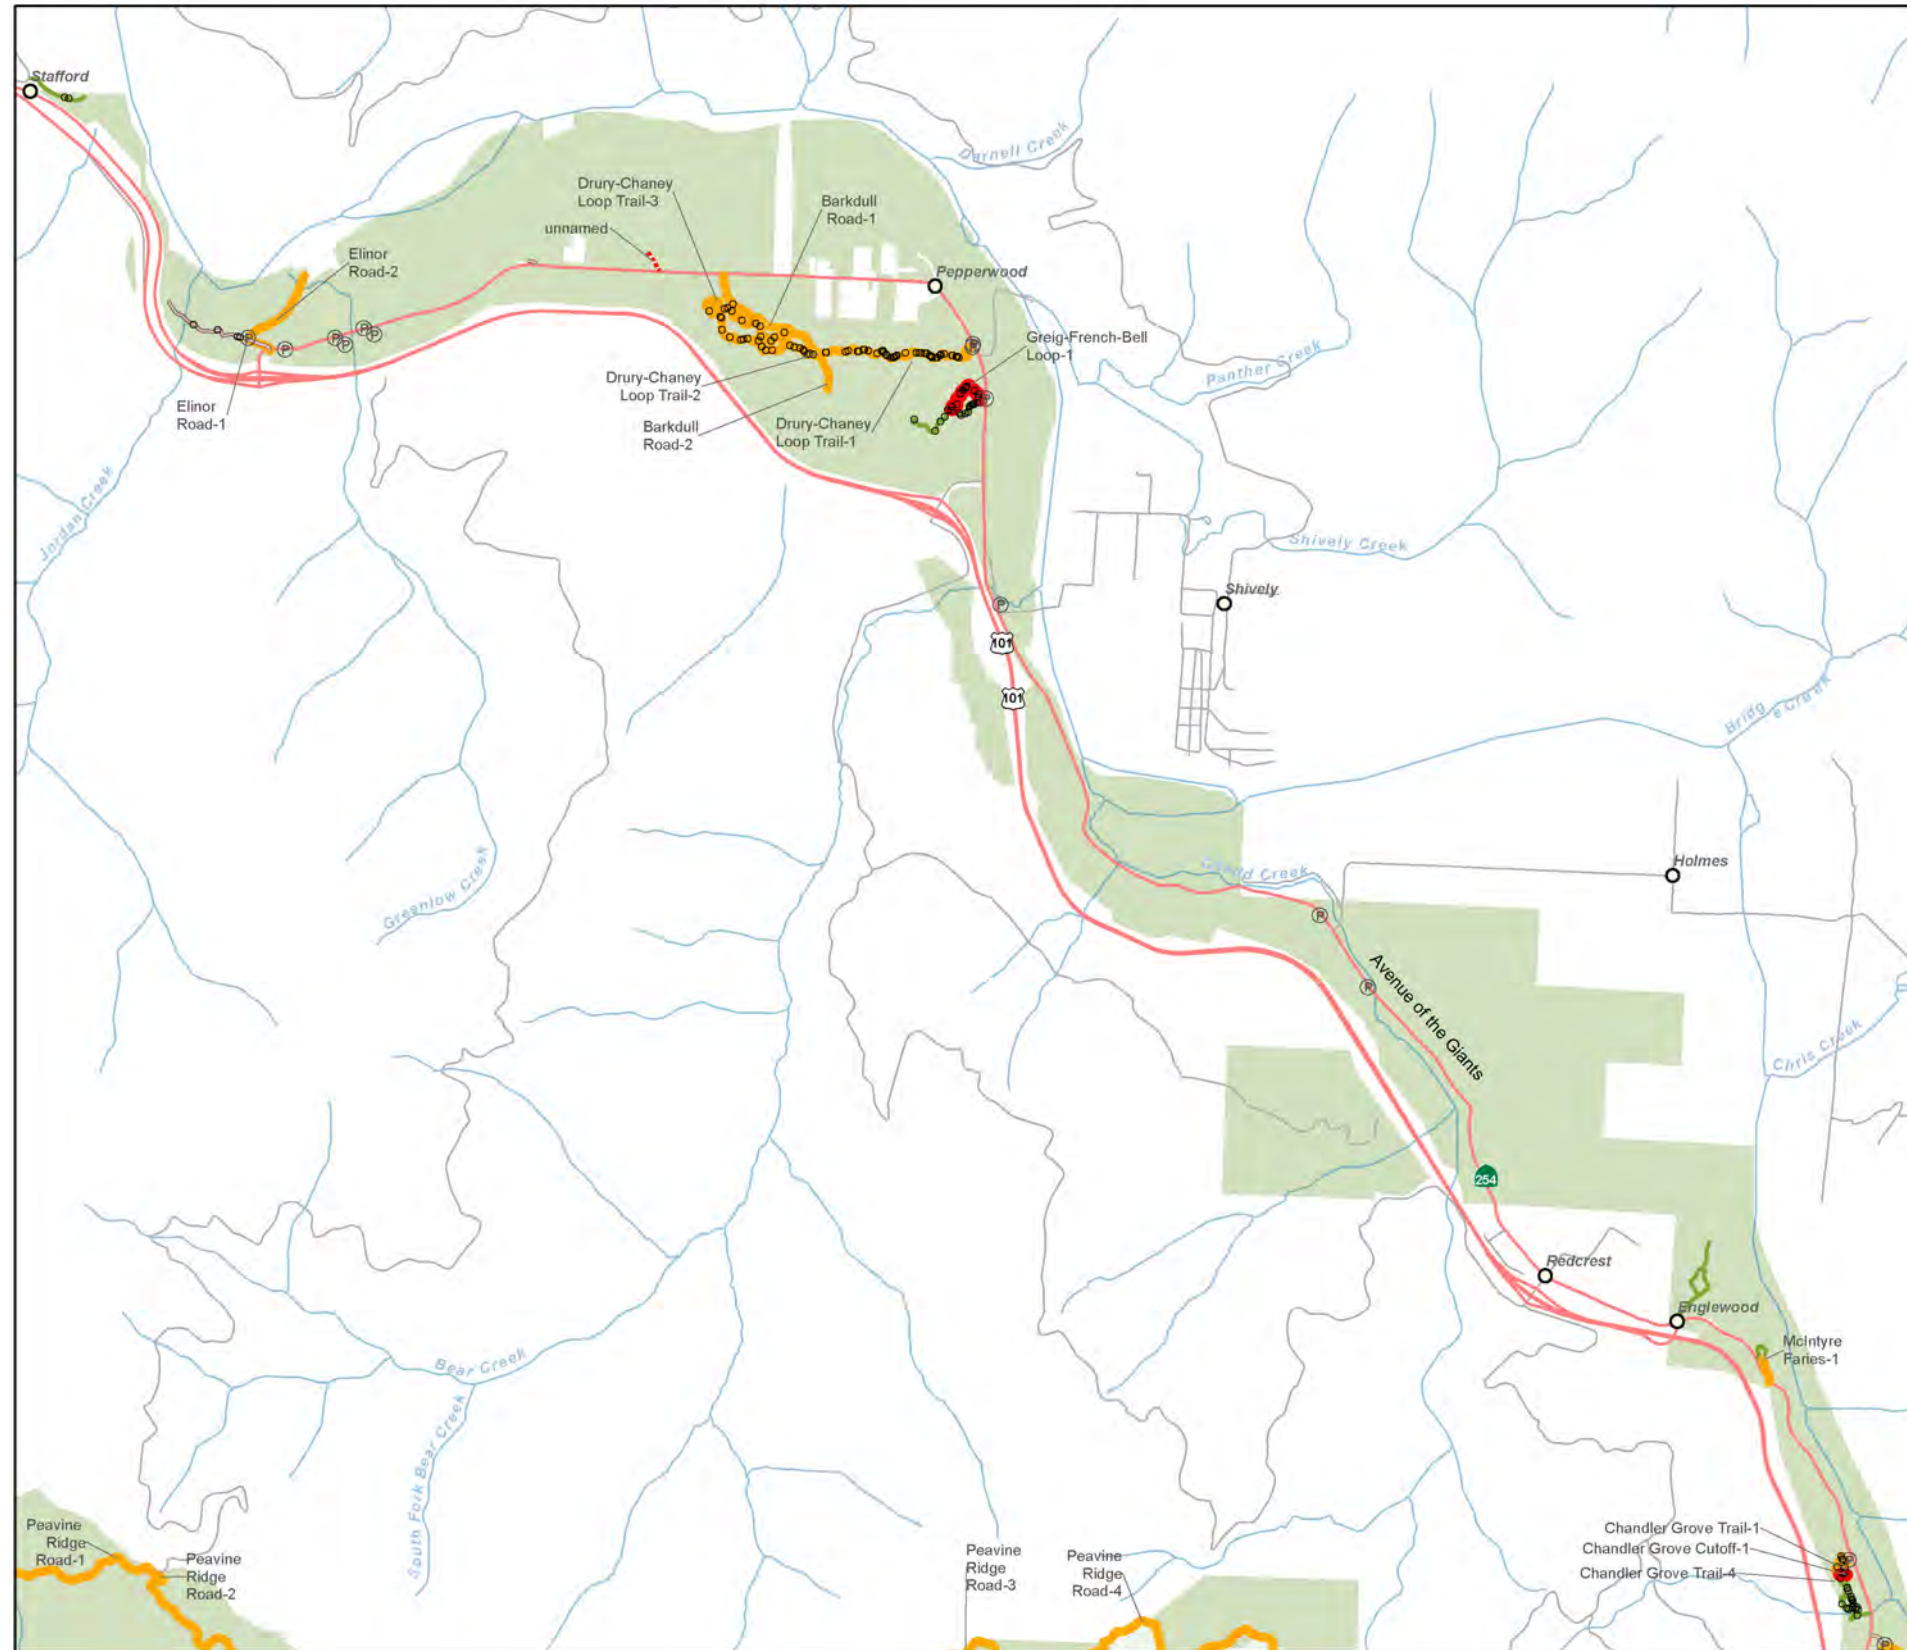 Stafford
Darnell Creek
Drury-Chaney
Loop Trail-3
Barkdull
Road-1
unnamed
Elinor
Road-2
Pepperwood
P
P
P
P
P
P
P
Greig-French-Bell
Loop-1
Panther Creek
Drury-Chaney
Loop Trail-2
P
Elinor
Road-1
Barkdull
Road-2
Drury-Chaney
Loop Trail-1
Jordan Creek
Shively Creek
Shively
P
101
101
Bridge Creek
Greenlow Creek
Holmes
Creek
P
Avenue of the Giants
P
Chris Creek
254
Redcrest
Englewood
McIntyre
Faries-1
Bear Creek
South Fork Bear Creek
Peavine
Ridge
Road-1
Peavine
Ridge
Road-2
Peavine
Ridge
Road-3
Peavine
Ridge
Road-4
Chandler Grove Trail-1
Chandler Grove Cutoff-1
Chandler Grove Trail-4
P
P